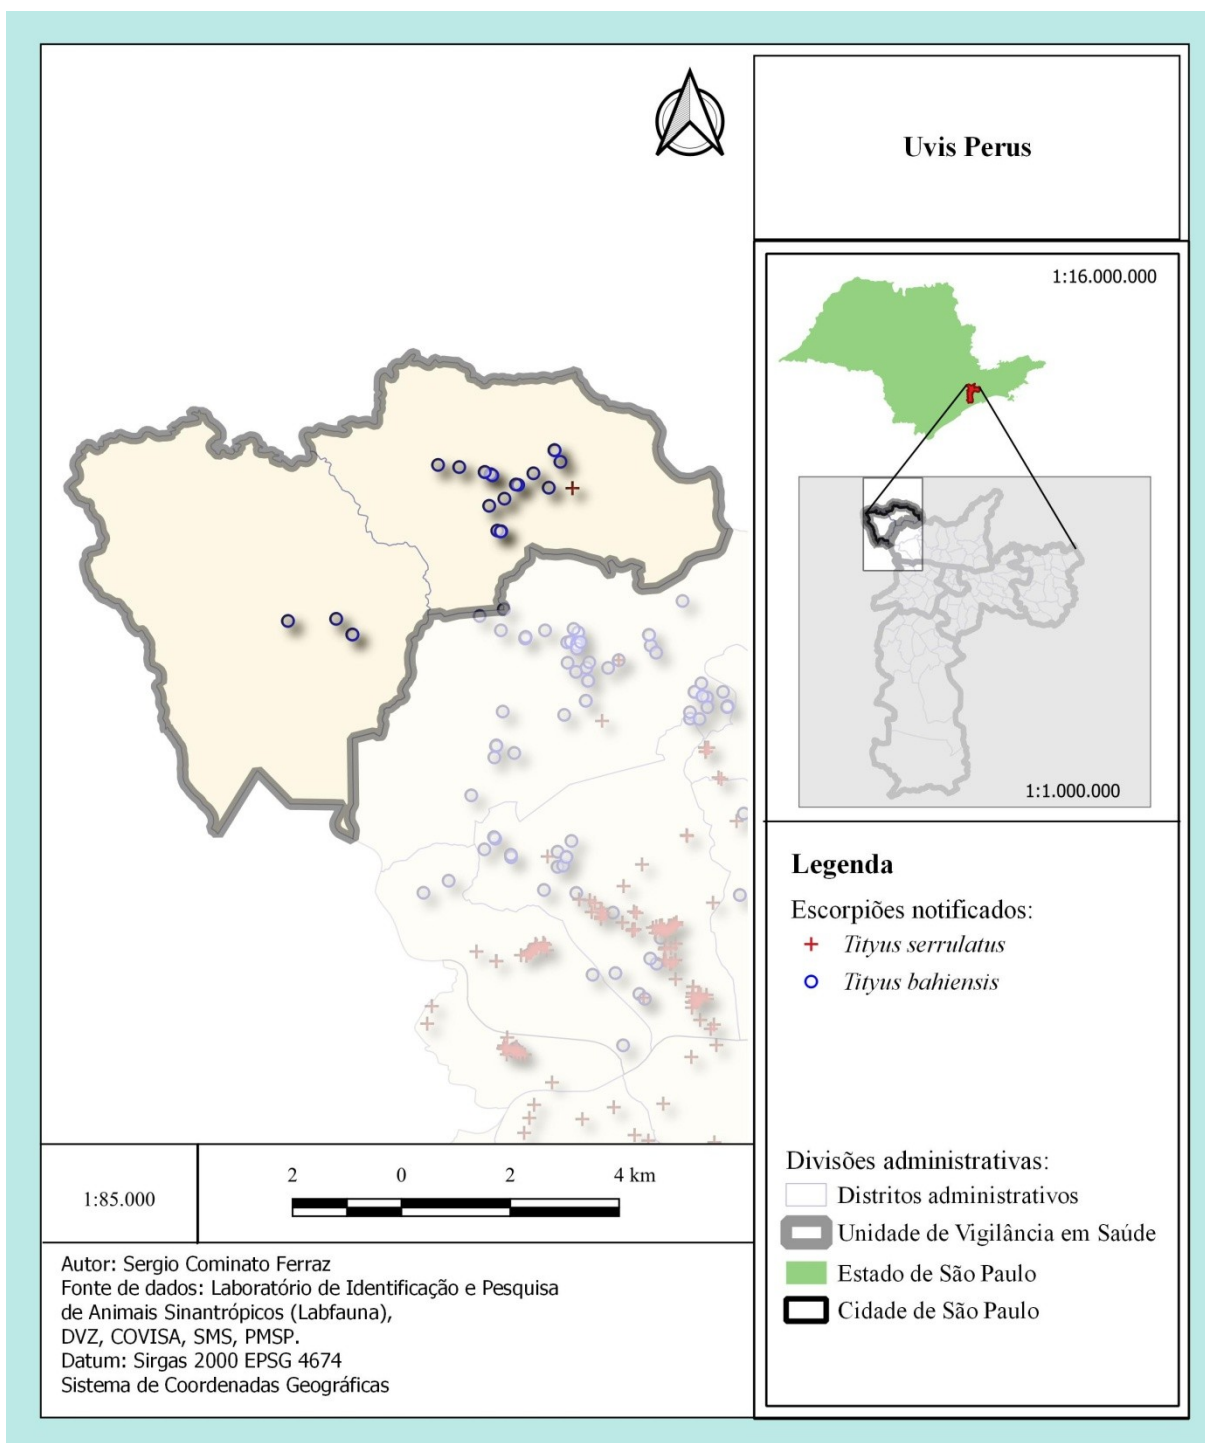 Uvis Perus
1:16.000.000
1:1.000.000
Legenda
Escorpiões notificados:
Tityus serrulatus
Tityus bahiensis
Divisões administrativas:
Distritos administrativos
Unidade de Vigilância em Saúde
Estado de São Paulo
Cidade de São Paulo
1:85.000
2 0 2 4 km
Autor: Sergio Cominato Ferraz
Fonte de dados: Laboratório de Identificação e Pesquisa
de Animais Sinantrópicos (Labfauna),
DVZ, COVISA, SMS, PMSP.
Datum: Sirgas 2000 EPSG 4674
Sistema de Coordenadas Geográficas